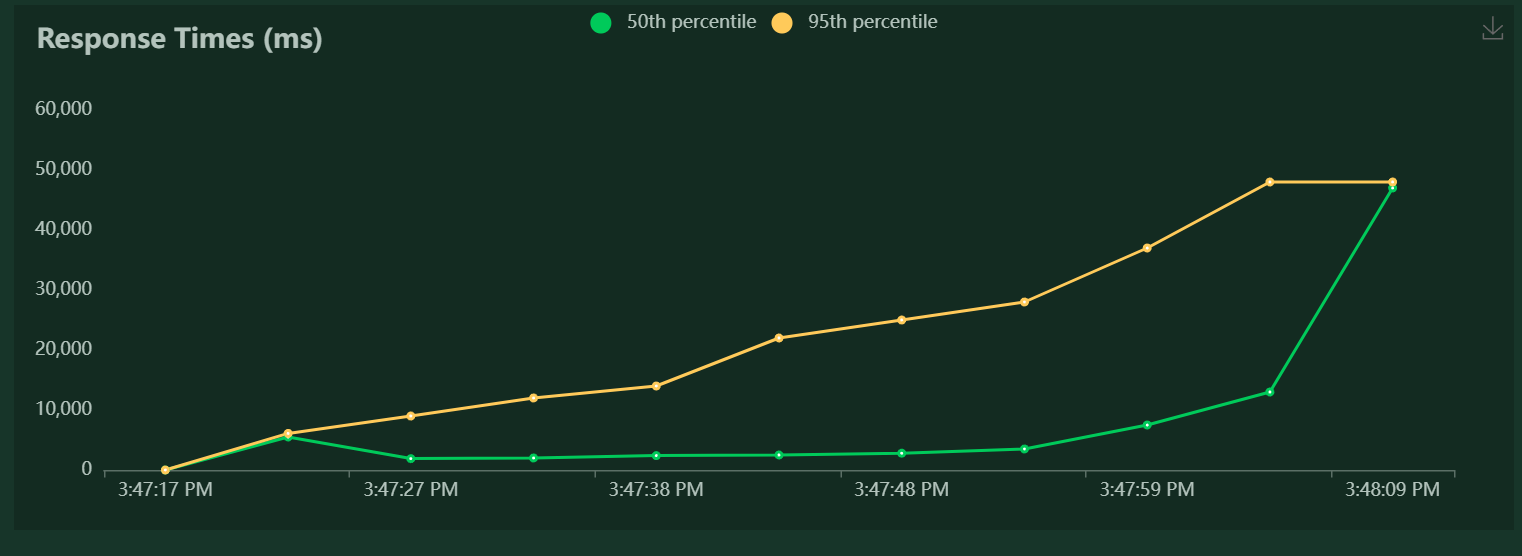 50th percentile 95th percentile
Response Times (ms)
60,000
50,000
40,000
30,000
20,000
10,000
0
3:47:17 PM 3:47:27 PM 3:47:38 PM 3:47:48 PM 3:47:59 PM 3:48:09 PM